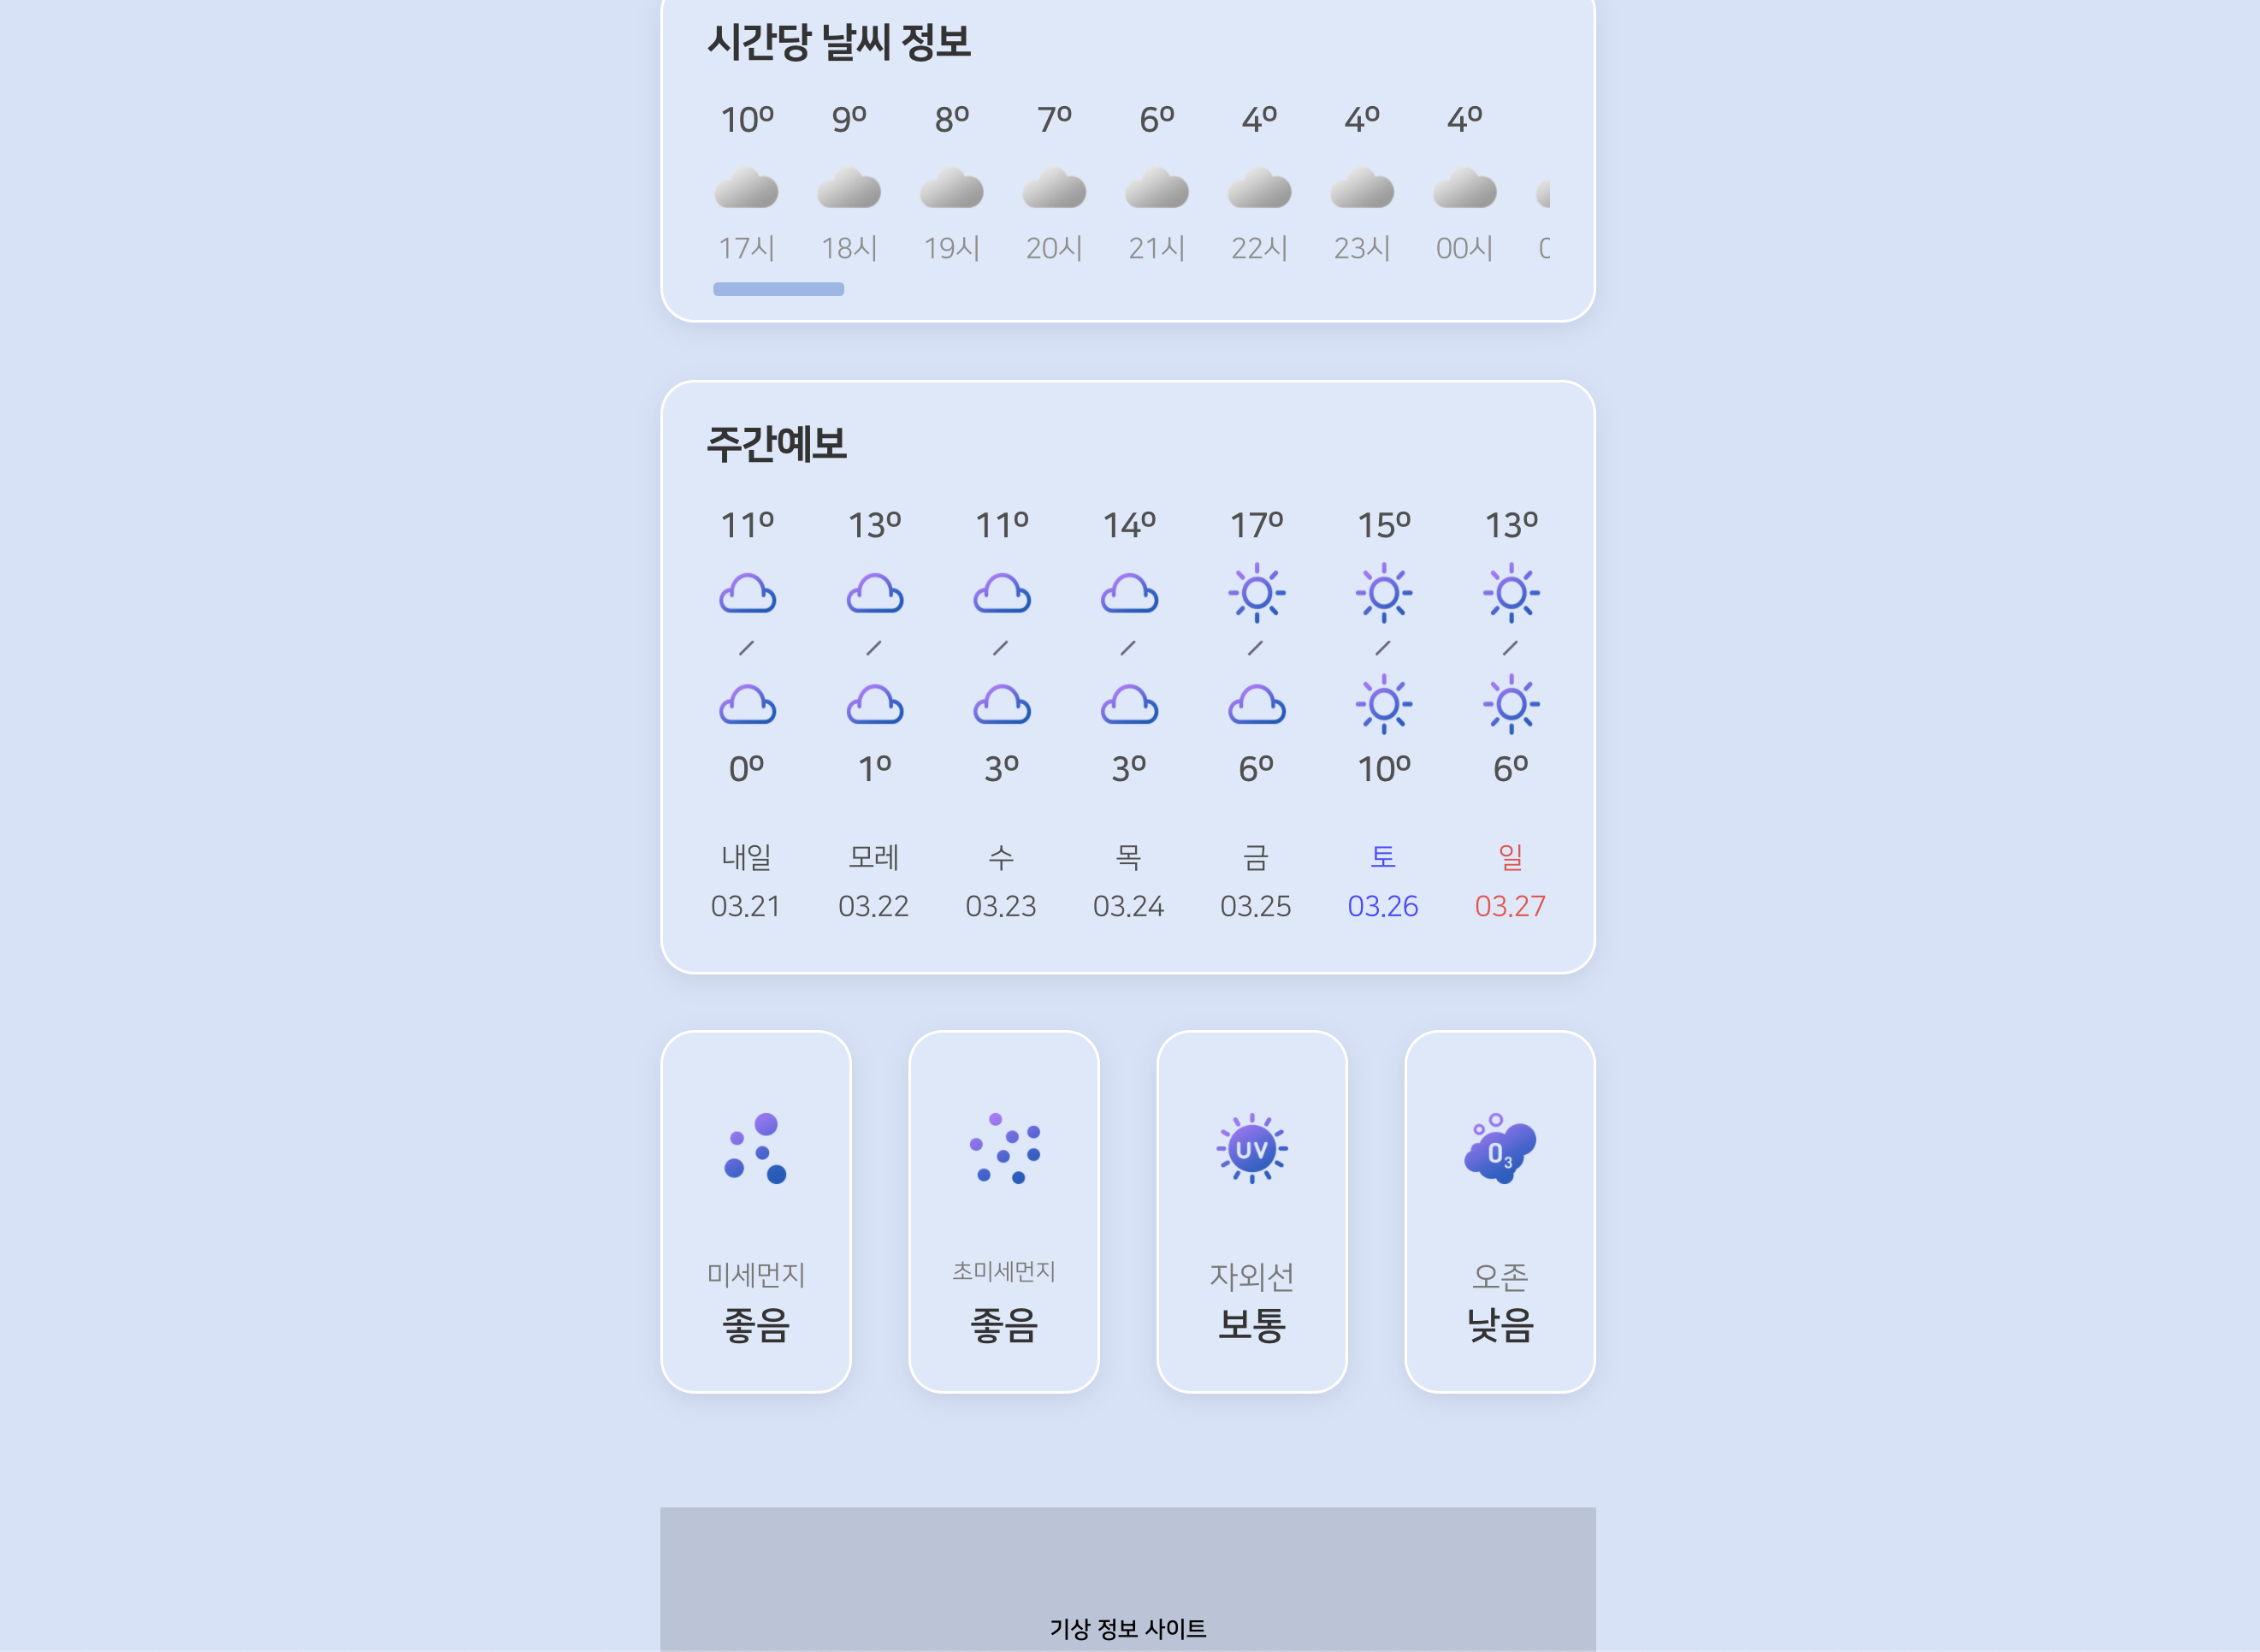 시간당 날씨 정보
10º 9º 8º 7º 6º 4º 4º 4º
17시 18시 19시 20시 21시 22시 23시 00시
주간예보
11º 13º 11º 14º 17º 15º 13º
0º 1º 3º 3º 6º 10º 6º
내일 모레 수 목 금 토 일
03.21 03.22 03.23 03.24 03.25 03.26 03.27
UV O3
미세먼지 초미세먼지 자외선 오존
좋음 좋음 보통 낮음
기상 정보 사이트